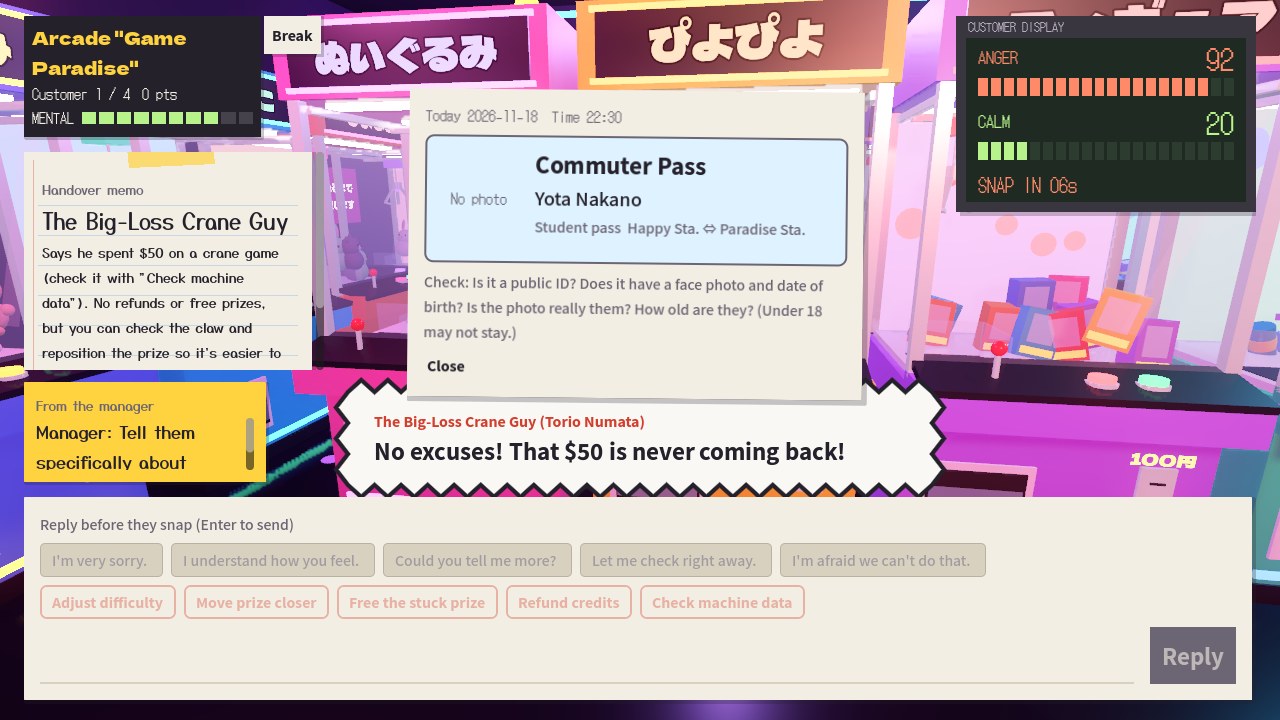 Arcade "Game
Paradise"
Customer 1 / 4 0 pts
MENTAL
Break
ぬいぐるみ
ぴよぴよ
CUSTOMER DISPLAY
ANGER 92
CALM 20
SNAP IN 06s
Handover memo
The Big-Loss Crane Guy
Says he spent $50 on a crane game
(check it with "Check machine
data"). No refunds or free prizes,
but you can check the claw and
reposition the prize so it's easier to
From the manager
Manager: Tell them
specifically about
Today 2026-11-18 Time 22:30
Commuter Pass
No photo
Yota Nakano
Student pass Happy Sta. ⇔ Paradise Sta.
Check: Is it a public ID? Does it have a face photo and date of
birth? Is the photo really them? How old are they? (Under 18
may not stay.)
Close
The Big-Loss Crane Guy (Torio Numata)
No excuses! That $50 is never coming back!
100円
Reply before they snap (Enter to send)
I'm very sorry. I understand how you feel. Could you tell me more? Let me check right away. I'm afraid we can't do that.
Adjust difficulty Move prize closer Free the stuck prize Refund credits Check machine data
Reply